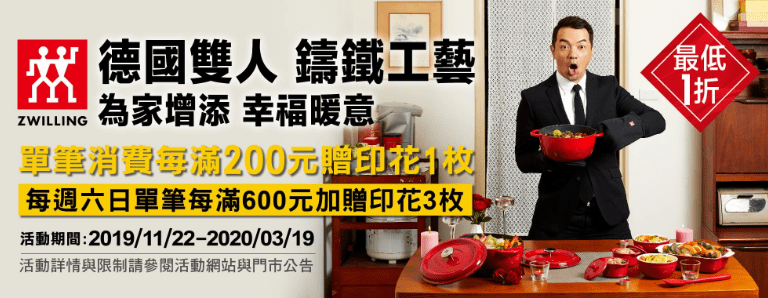 ZWILLING
德國雙人 鑄鐵工藝
為家增添 幸福暖意
單筆消費每滿200元贈印花1枚
每週六日單筆每滿600元加贈印花3枚
活動期間:2019/11/22-2020/03/19
活動詳情與限制請參閱活動網站與門市公告
最低
1折